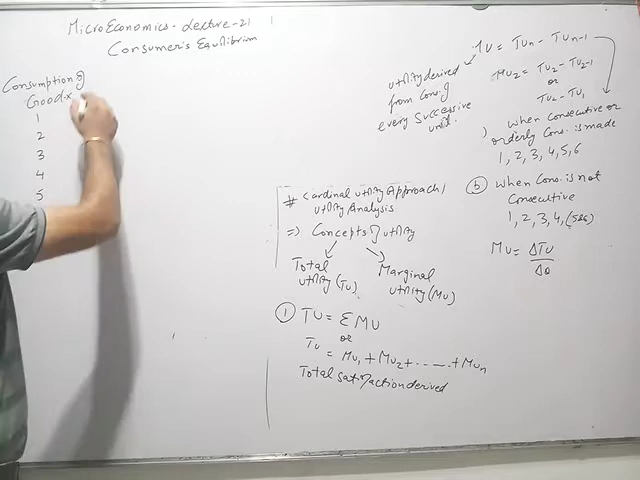 MicroEconomics - Lecture-21
Consumer's Equilibrium
Consumption of
Good-x
1
2
3
4
5
# Cardinal utility Approach/
utility Analysis
=> Concepts of utility
Total
utility (TU)
Marginal
utility (MU)
① TU = ΣMU
or
TU = MU1 + MU2 + ...... + MUn
Total satisfaction derived
MU = TUn - TUn-1
utility derived
from Cons. of
every successive
unit.
MU2 = TU2 - TU2-1
or
TU2 - TU1
) when consecutive or
orderly Cons. is made
1, 2, 3, 4, 5, 6
ⓑ when Cons. is not
Consecutive
1, 2, 3, 4,
MU = ΔTU
ΔQ